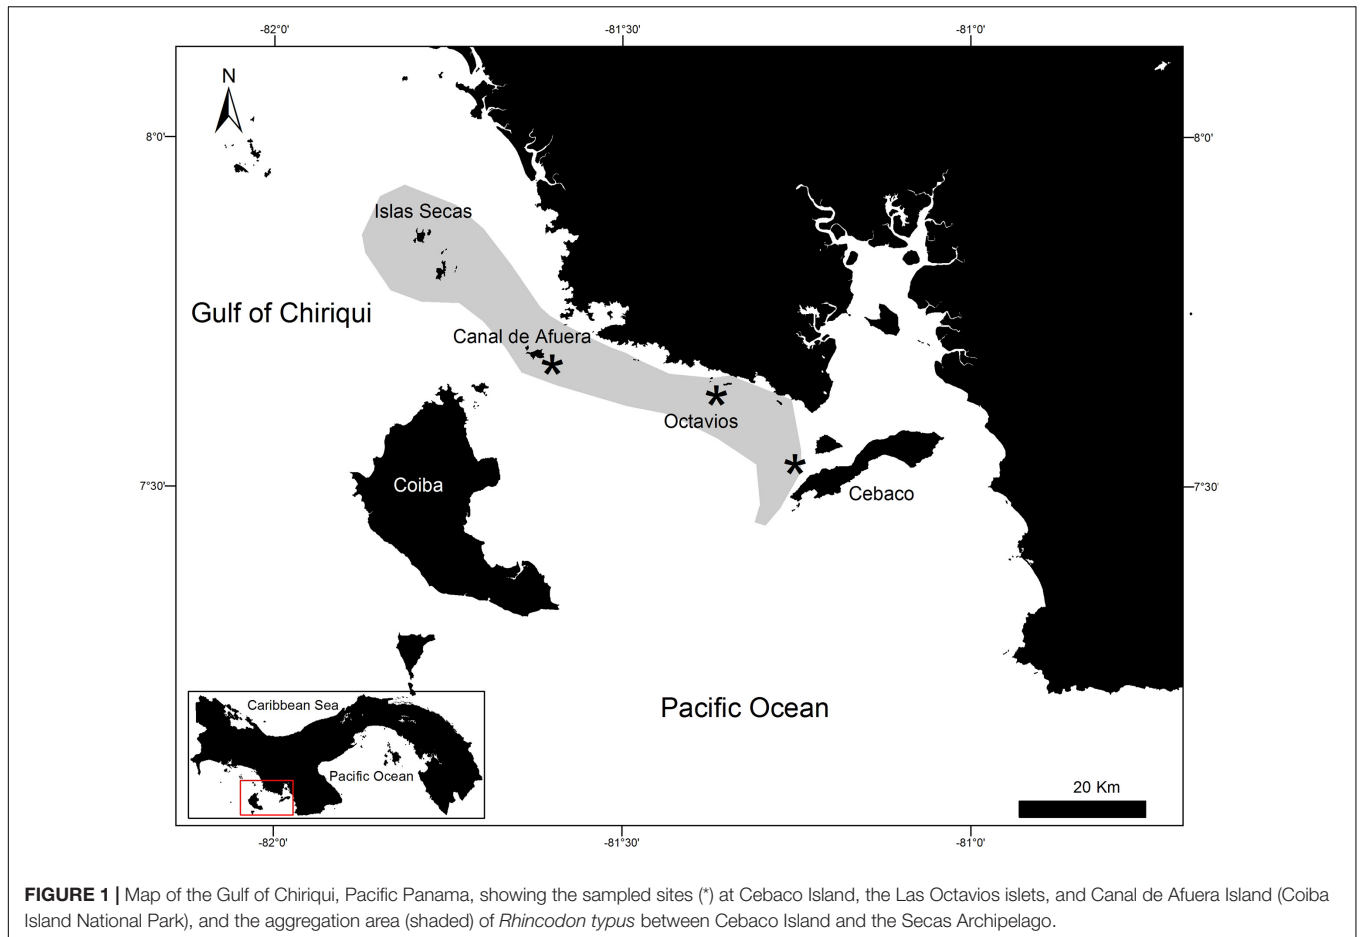 -82°0'
-81°30'
-81°0'
N
8°0'
8°0'
Islas Secas
Gulf of Chiriqui
Canal de Afuera
*
*
Octavios
*
Coiba
7°30'
7°30'
Cebaco
Caribbean Sea
Pacific Ocean
Pacific Ocean
20 Km
-82°0'
-81°30'
-81°0'
FIGURE 1 | Map of the Gulf of Chiriqui, Pacific Panama, showing the sampled sites (*) at Cebaco Island, the Las Octavios islets, and Canal de Afuera Island (Coiba
Island National Park), and the aggregation area (shaded) of Rhincodon typus between Cebaco Island and the Secas Archipelago.